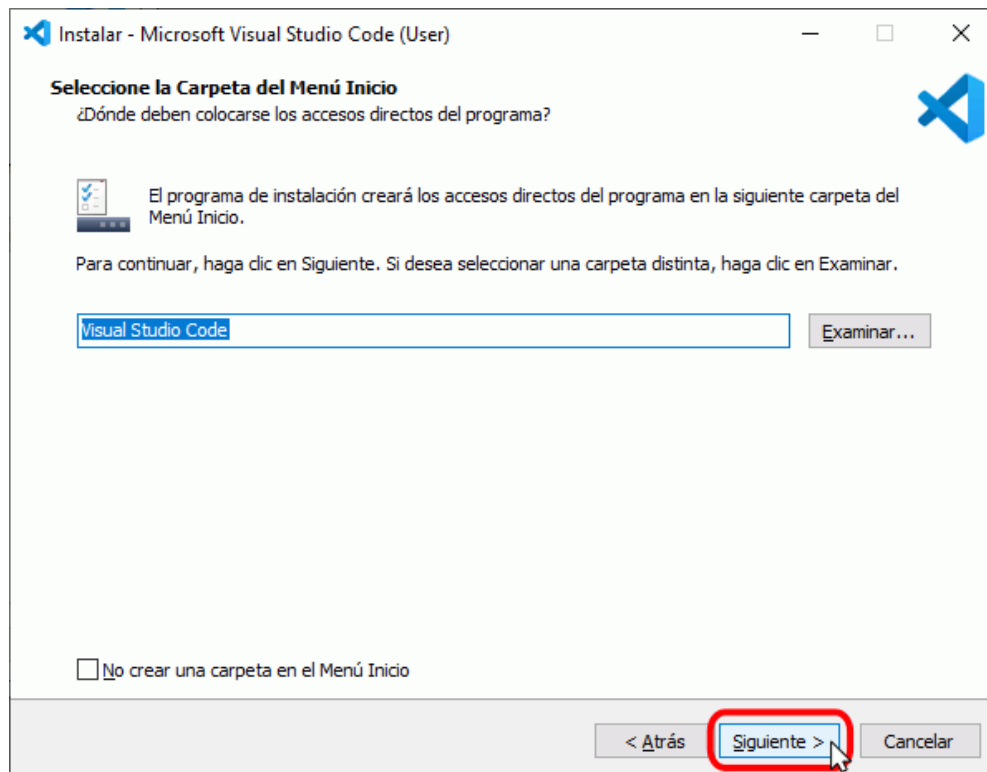 Instalar - Microsoft Visual Studio Code (User)
Seleccione la Carpeta del Menú Inicio
¿Dónde deben colocarse los accesos directos del programa?
El programa de instalación creará los accesos directos del programa en la siguiente carpeta del
Menú Inicio.
Para continuar, haga clic en Siguiente. Si desea seleccionar una carpeta distinta, haga clic en Examinar.
Visual Studio Code
Examinar...
No crear una carpeta en el Menú Inicio
< Atrás
Siguiente >
Cancelar